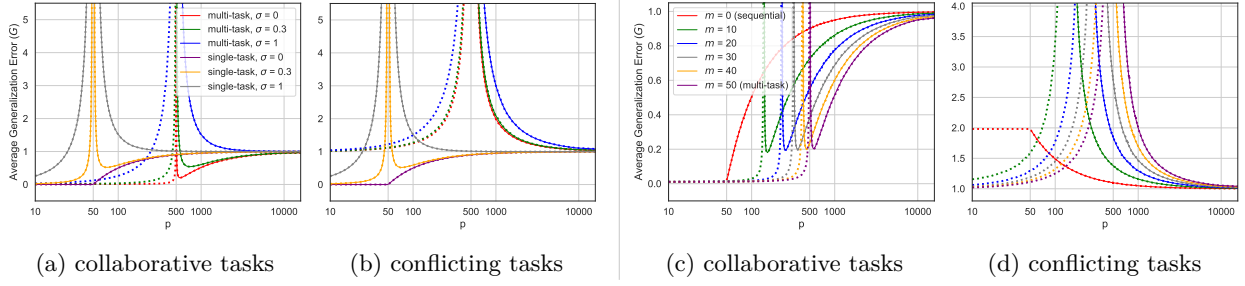 Average Generalization Error (G)
5
4
3
2
1
0
multi-task, σ = 0
multi-task, σ = 0.3
multi-task, σ = 1
single-task, σ = 0
single-task, σ = 0.3
single-task, σ = 1
10 50 100 500 1000 10000
p
(a) collaborative tasks
5
4
3
2
1
0
10 50 100 500 1000 10000
p
(b) conflicting tasks
Average Generalization Error (G)
1.0
0.8
0.6
0.4
0.2
0.0
m = 0 (sequential)
m = 10
m = 20
m = 30
m = 40
m = 50 (multi-task)
10 50 100 500 1000 10000
p
(c) collaborative tasks
4.0
3.5
3.0
2.5
2.0
1.5
1.0
10 50 100 500 1000 10000
p
(d) conflicting tasks